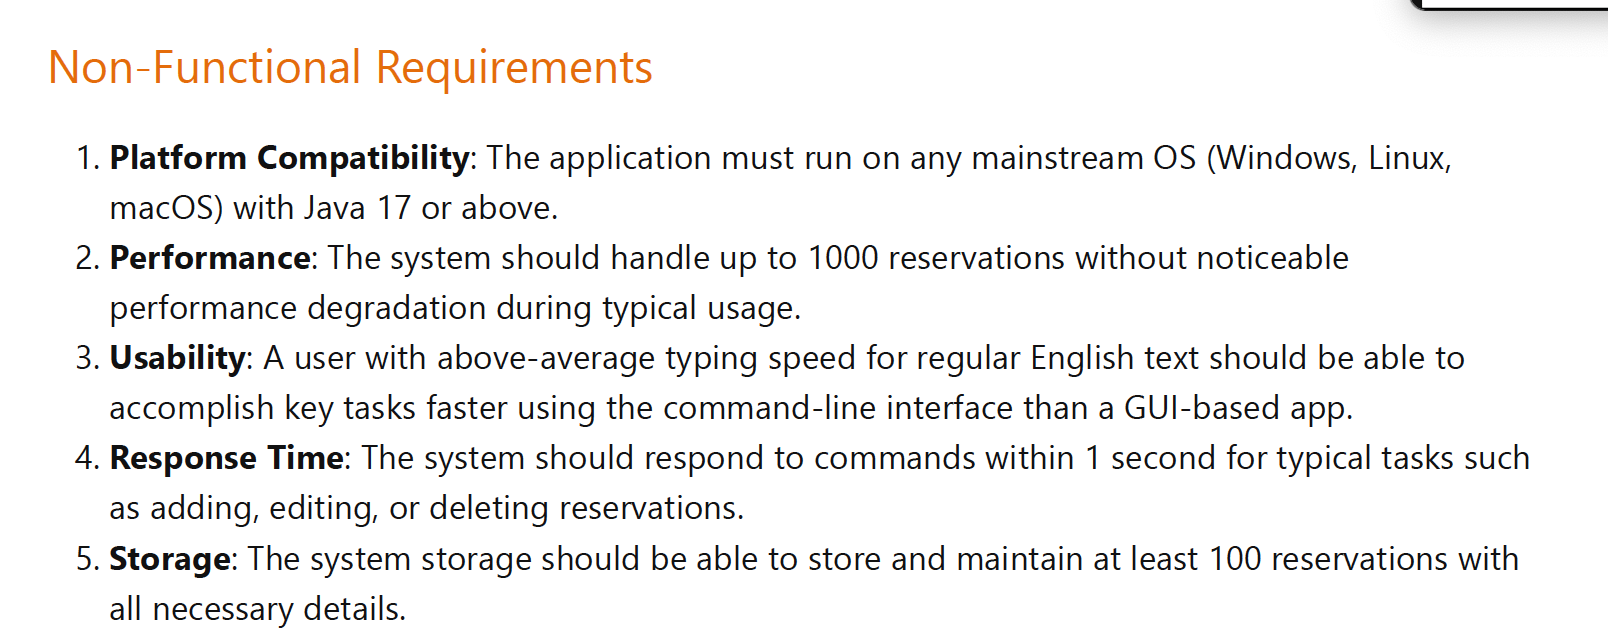 Non-Functional Requirements
1. Platform Compatibility: The application must run on any mainstream OS (Windows, Linux,
macOS) with Java 17 or above.
2. Performance: The system should handle up to 1000 reservations without noticeable
performance degradation during typical usage.
3. Usability: A user with above-average typing speed for regular English text should be able to
accomplish key tasks faster using the command-line interface than a GUI-based app.
4. Response Time: The system should respond to commands within 1 second for typical tasks such
as adding, editing, or deleting reservations.
5. Storage: The system storage should be able to store and maintain at least 100 reservations with
all necessary details.